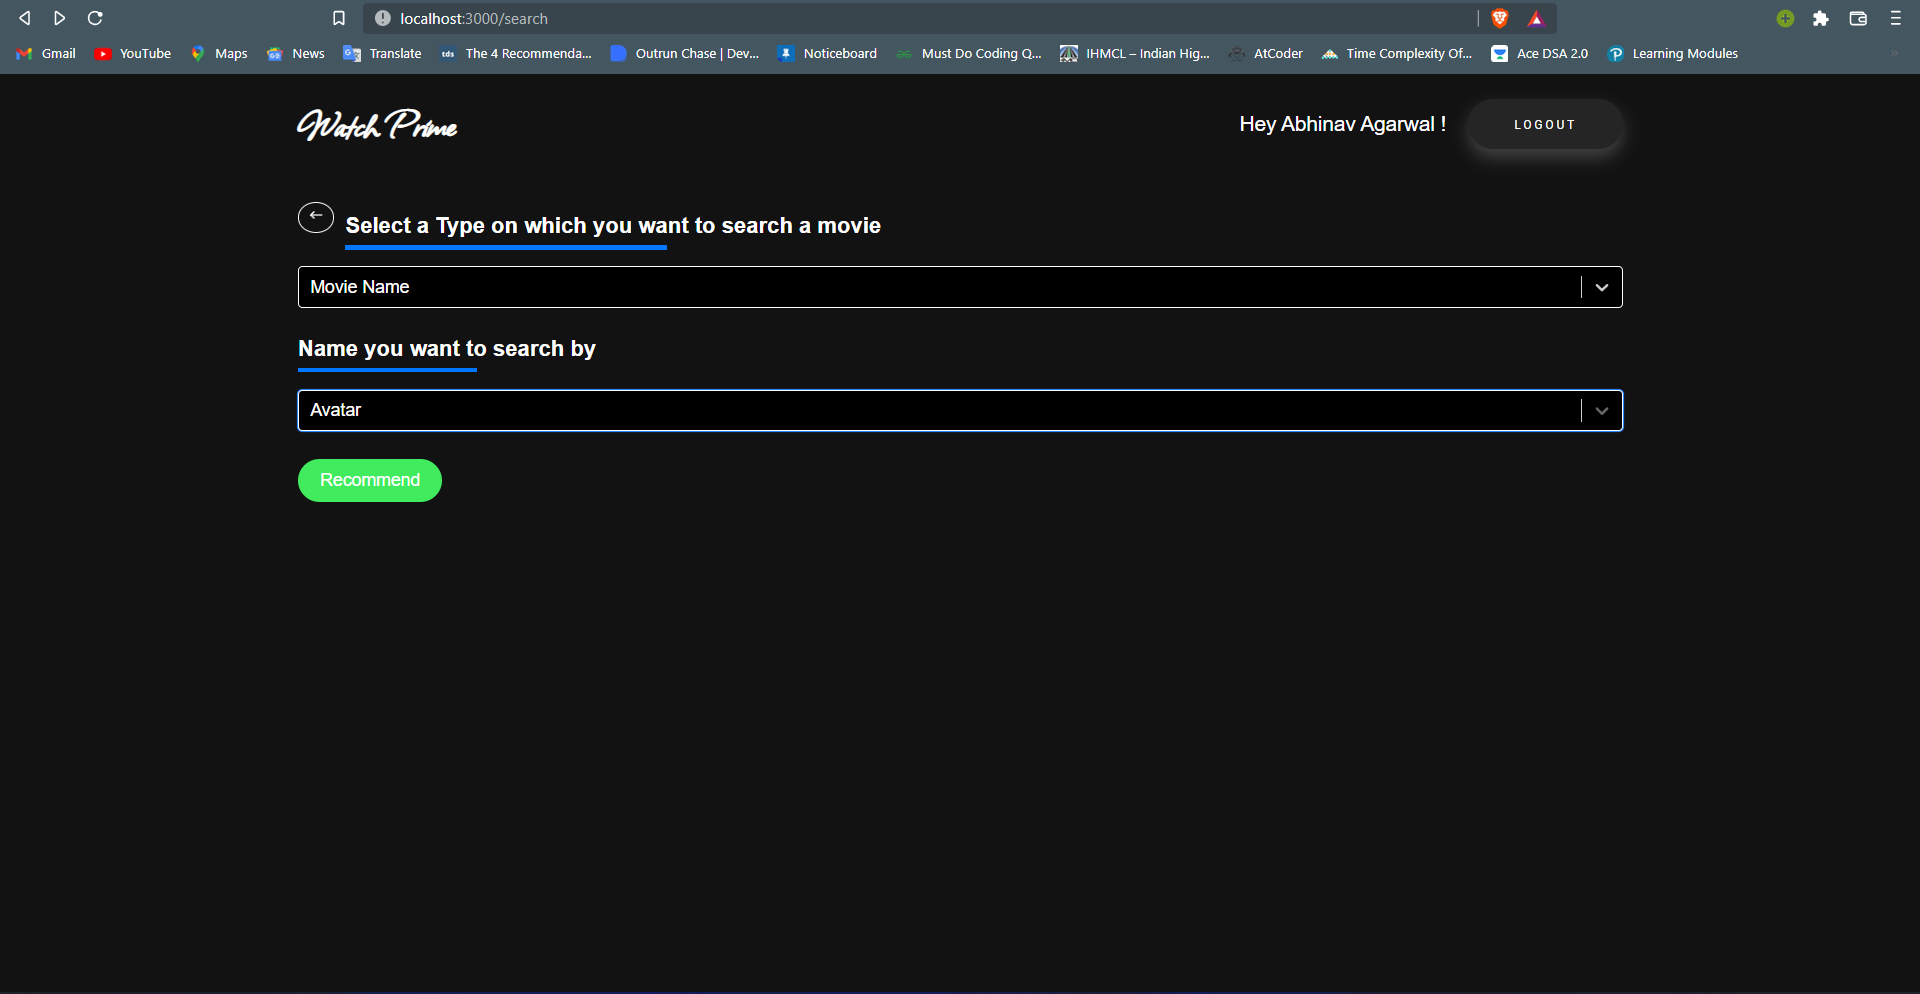 localhost:3000/search
Gmail YouTube Maps News Translate tds The 4 Recommenda... Outrun Chase | Dev... Noticeboard Must Do Coding Q... IHMCL – Indian Hig... AtCoder Time Complexity Of... Ace DSA 2.0 Learning Modules
Watch Prime Hey Abhinav Agarwal ! LOGOUT
Select a Type on which you want to search a movie
Movie Name
Name you want to search by
Avatar
Recommend